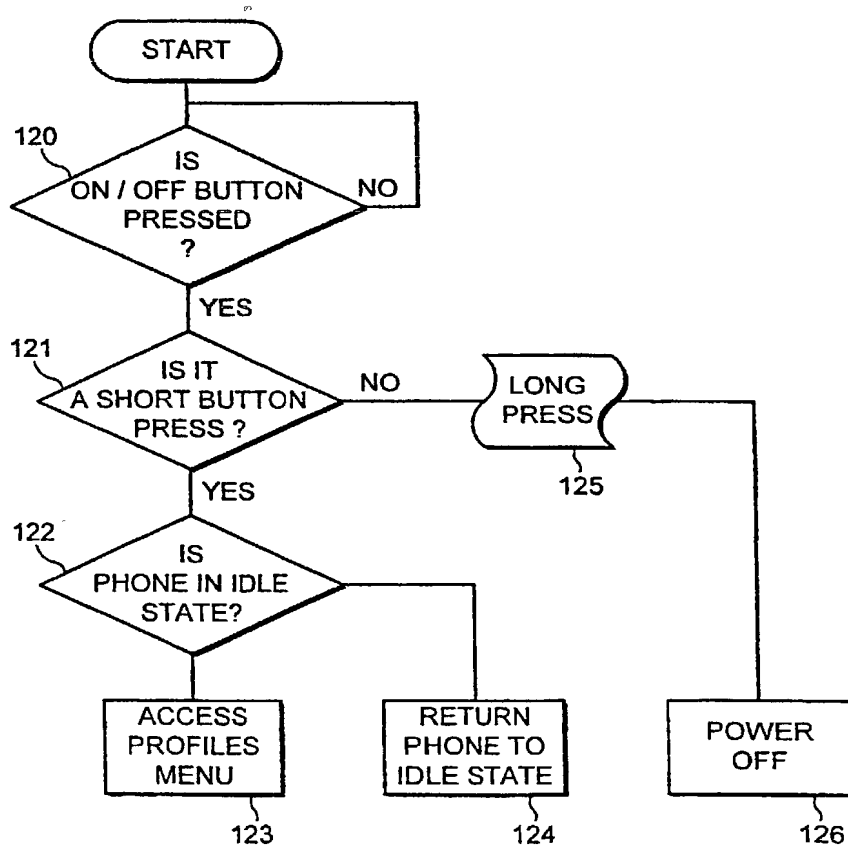 START
120
IS
ON / OFF BUTTON
PRESSED
?
NO
YES
121
IS IT
A SHORT BUTTON
PRESS ?
NO
LONG
PRESS
125
YES
122
IS
PHONE IN IDLE
STATE?
ACCESS
PROFILES
MENU
123
RETURN
PHONE TO
IDLE STATE
124
POWER
OFF
126